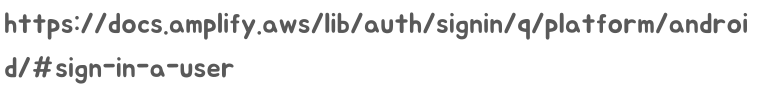 https://docs.amplify.aws/lib/auth/signin/q/platform/androi
d/#sign-in-a-user